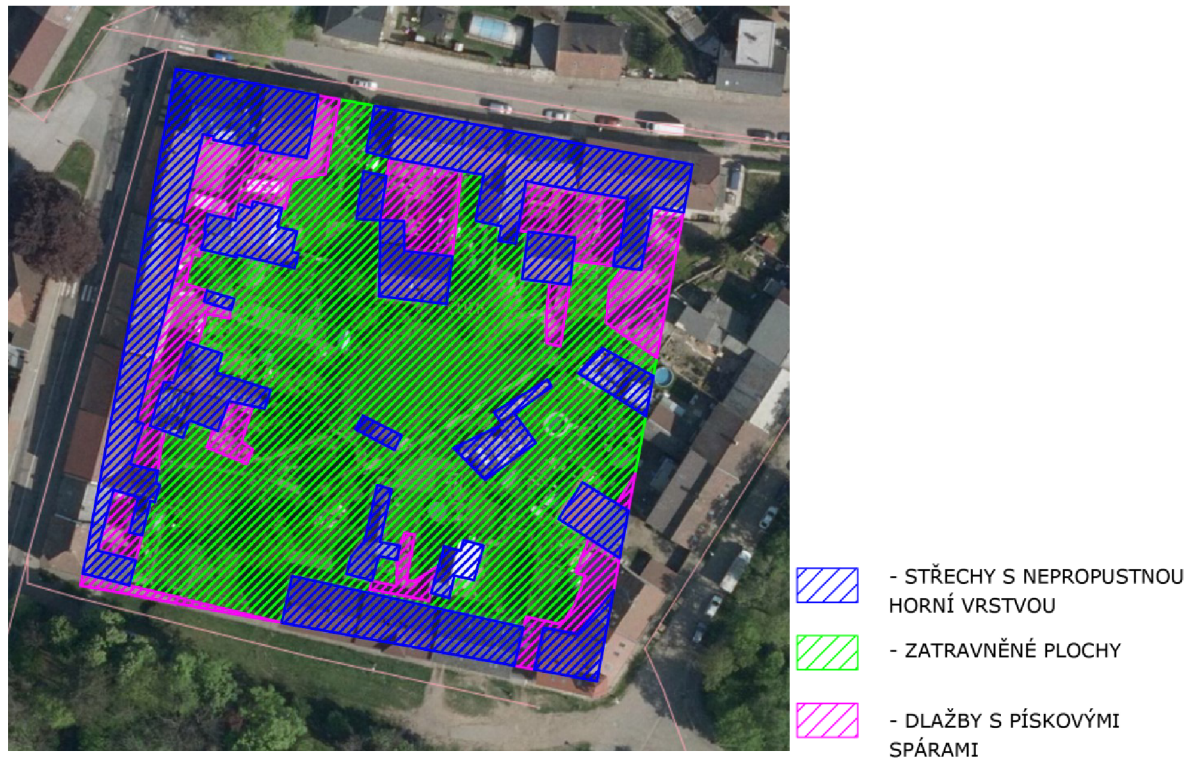 - STŘECHY S NEPROPUSTNOU
HORNÍ VRSTVOU
- ZATRAVNĚNÉ PLOCHY
- DLAŽBY S PÍSKOVÝMI
SPÁRAMI